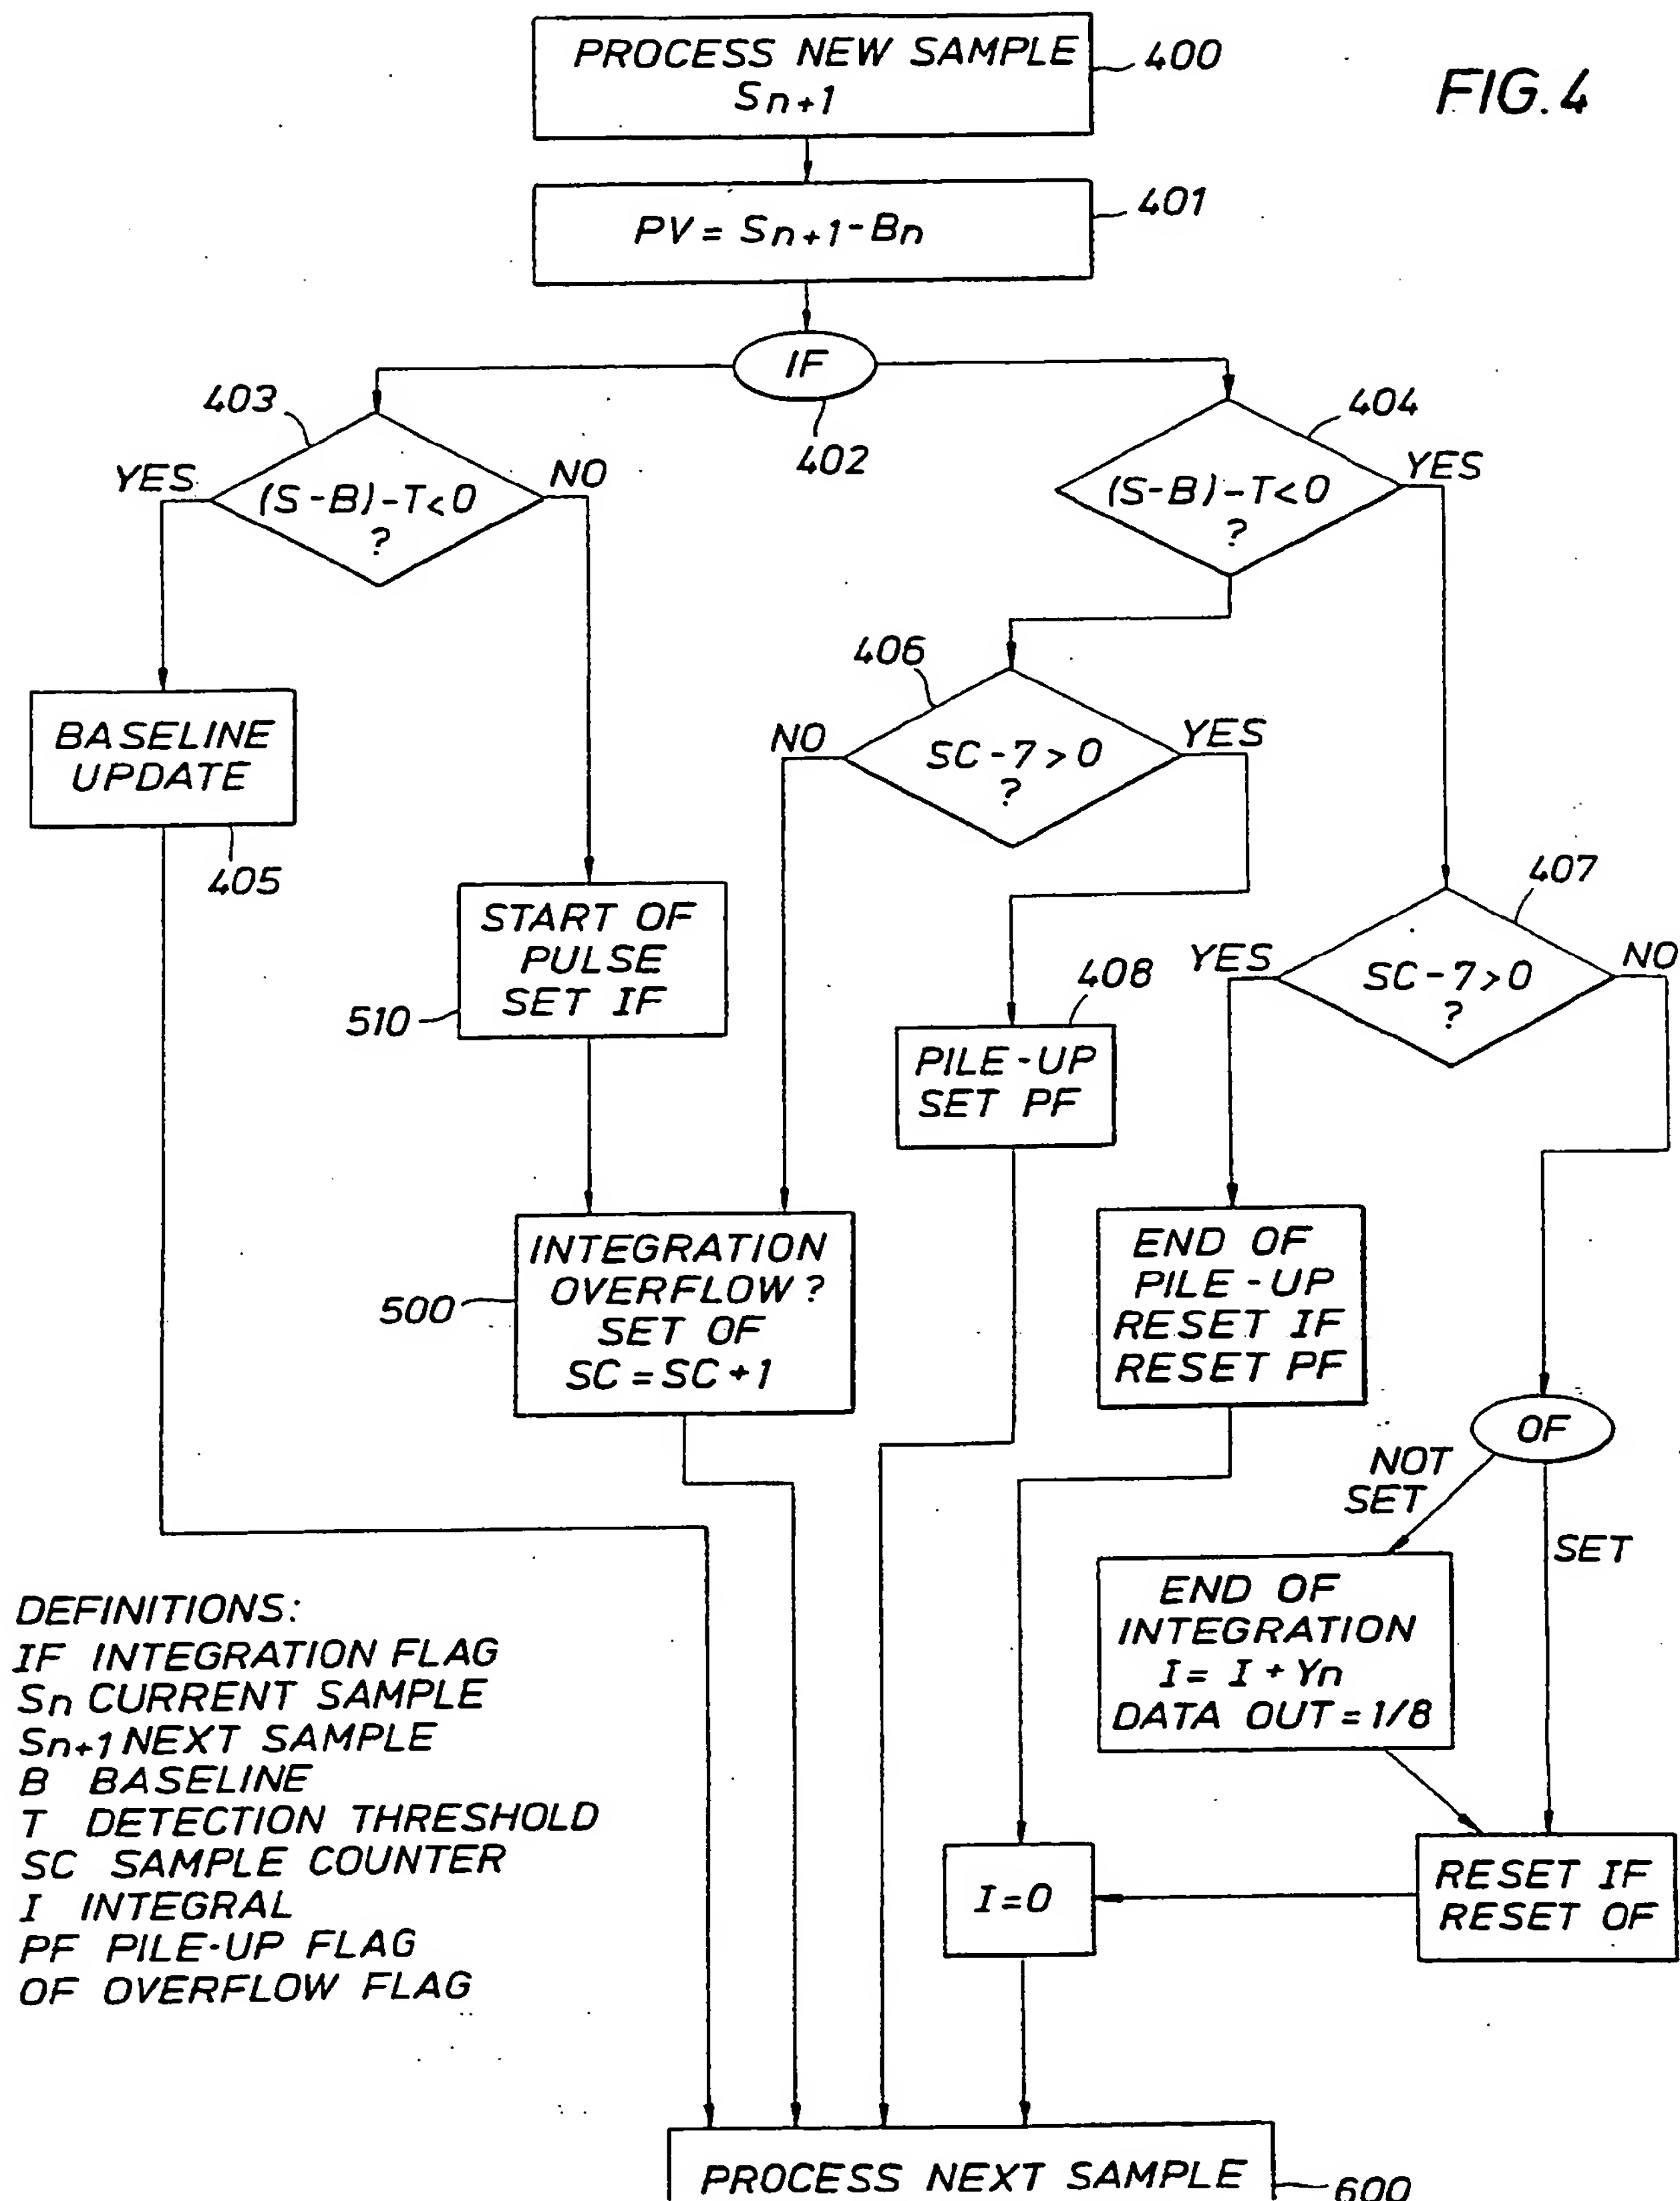 FIG. 4
PROCESS NEW SAMPLE
Sn+1
400
PV = Sn+1 - Bn
401
IF
402
403
(S-B)-T<0
?
YES
NO
404
(S-B)-T<0
?
YES
BASELINE
UPDATE
405
406
SC-7>0
?
NO
YES
START OF
PULSE
SET IF
510
407
SC-7>0
?
YES
NO
408
PILE-UP
SET PF
INTEGRATION
OVERFLOW?
SET OF
SC = SC+1
500
END OF
PILE-UP
RESET IF
RESET PF
OF
NOT
SET
SET
END OF
INTEGRATION
I = I + Yn
DATA OUT = 1/8
RESET IF
RESET OF
I=0
DEFINITIONS:
IF INTEGRATION FLAG
Sn CURRENT SAMPLE
Sn+1 NEXT SAMPLE
B BASELINE
T DETECTION THRESHOLD
SC SAMPLE COUNTER
I INTEGRAL
PF PILE-UP FLAG
OF OVERFLOW FLAG
PROCESS NEXT SAMPLE
600